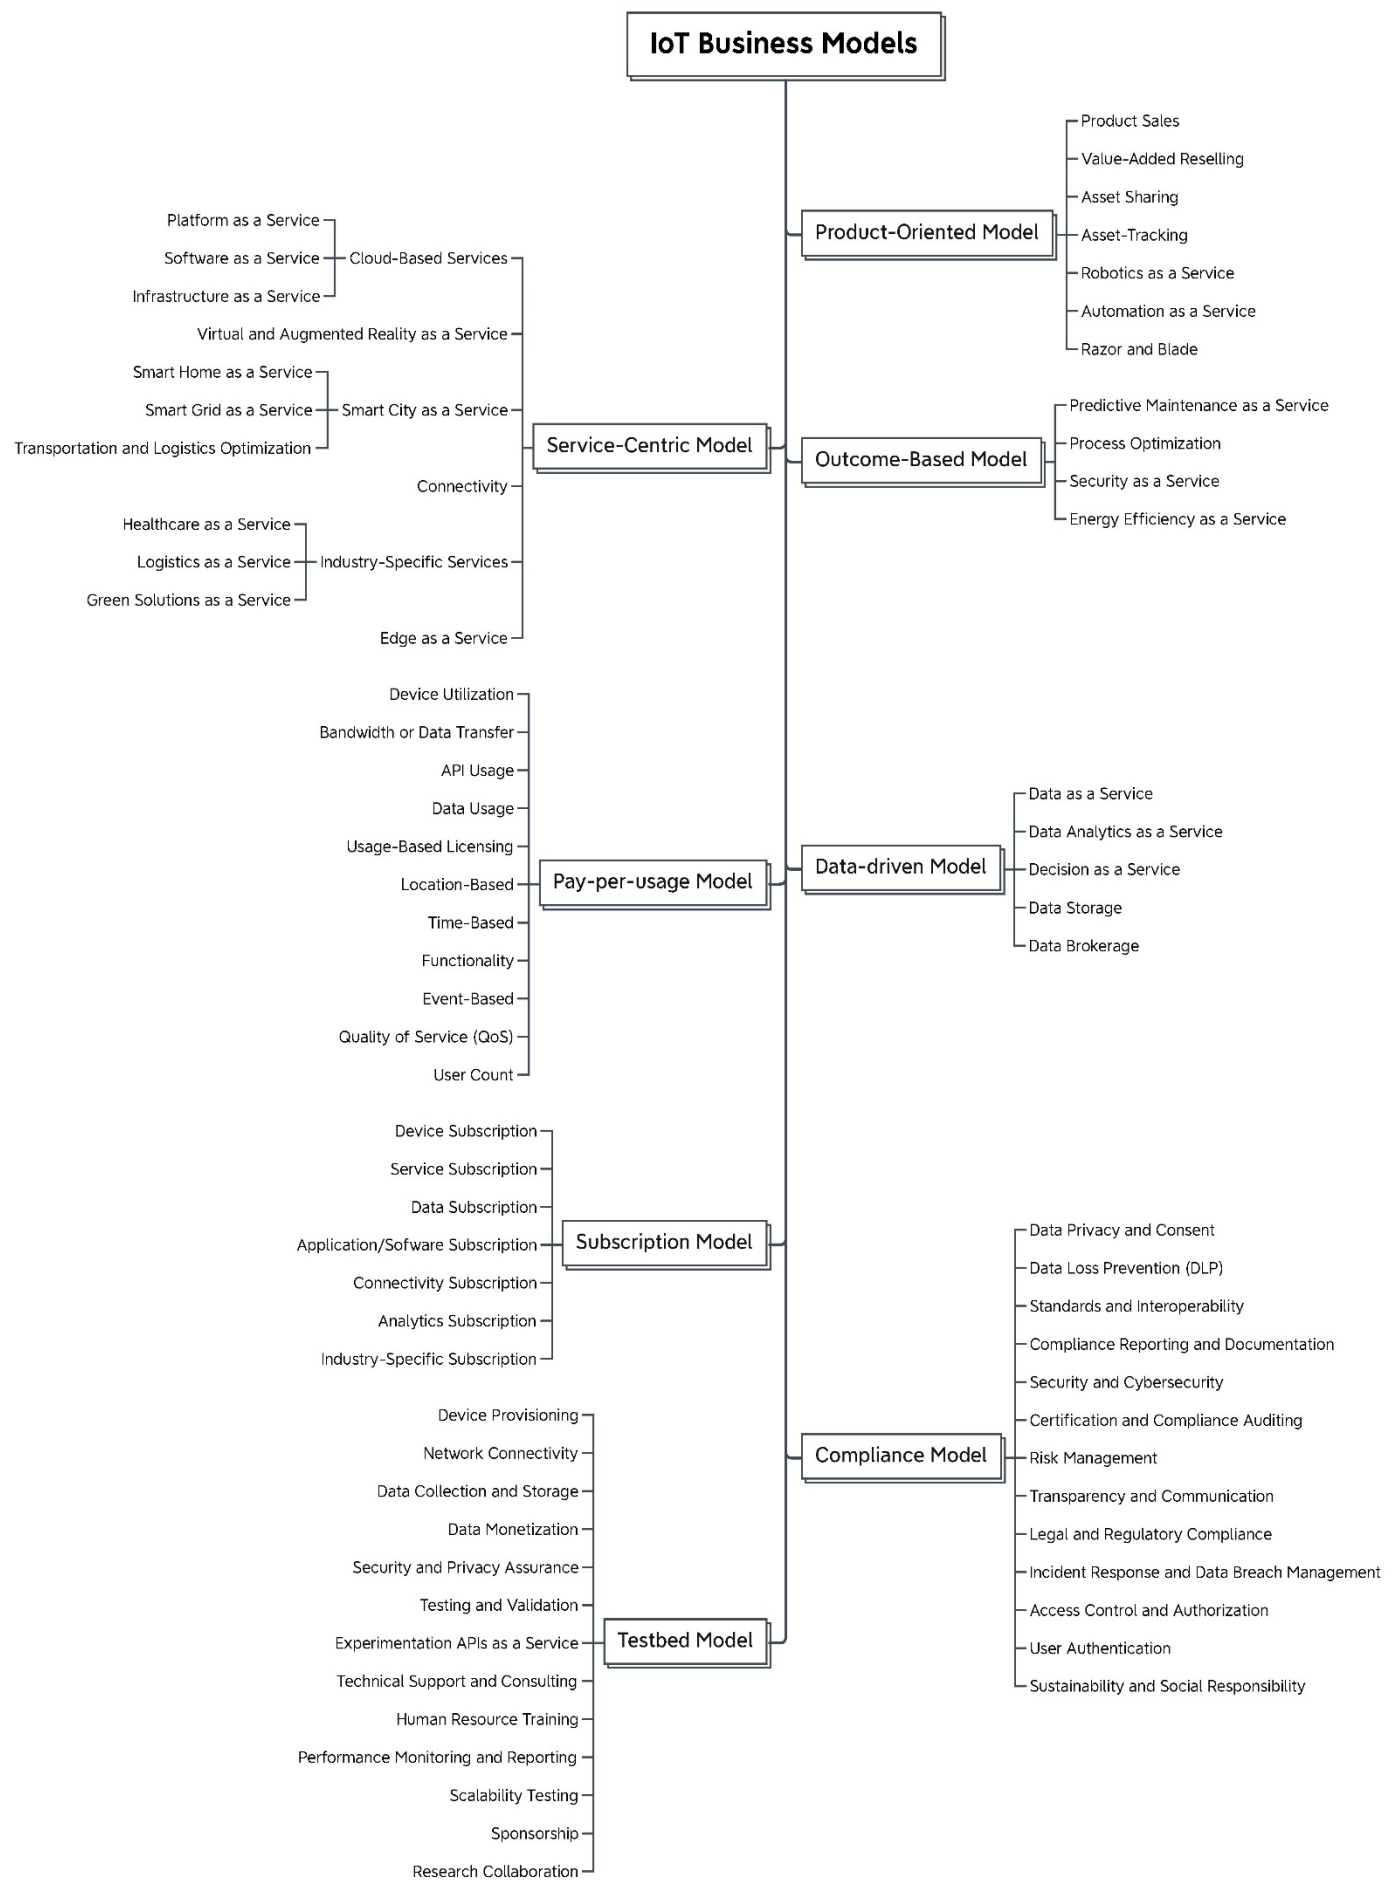 IoT Business Models
Product-Oriented Model
Product Sales
Value-Added Reselling
Asset Sharing
Asset-Tracking
Robotics as a Service
Automation as a Service
Razor and Blade
Service-Centric Model
Cloud-Based Services
Platform as a Service
Software as a Service
Infrastructure as a Service
Virtual and Augmented Reality as a Service
Smart City as a Service
Smart Home as a Service
Smart Grid as a Service
Transportation and Logistics Optimization
Connectivity
Industry-Specific Services
Healthcare as a Service
Logistics as a Service
Green Solutions as a Service
Edge as a Service
Outcome-Based Model
Predictive Maintenance as a Service
Process Optimization
Security as a Service
Energy Efficiency as a Service
Pay-per-usage Model
Device Utilization
Bandwidth or Data Transfer
API Usage
Data Usage
Usage-Based Licensing
Location-Based
Time-Based
Functionality
Event-Based
Quality of Service (QoS)
User Count
Data-driven Model
Data as a Service
Data Analytics as a Service
Decision as a Service
Data Storage
Data Brokerage
Subscription Model
Device Subscription
Service Subscription
Data Subscription
Application/Sofware Subscription
Connectivity Subscription
Analytics Subscription
Industry-Specific Subscription
Compliance Model
Data Privacy and Consent
Data Loss Prevention (DLP)
Standards and Interoperability
Compliance Reporting and Documentation
Security and Cybersecurity
Certification and Compliance Auditing
Risk Management
Transparency and Communication
Legal and Regulatory Compliance
Incident Response and Data Breach Management
Access Control and Authorization
User Authentication
Sustainability and Social Responsibility
Testbed Model
Device Provisioning
Network Connectivity
Data Collection and Storage
Data Monetization
Security and Privacy Assurance
Testing and Validation
Experimentation APIs as a Service
Technical Support and Consulting
Human Resource Training
Performance Monitoring and Reporting
Scalability Testing
Sponsorship
Research Collaboration